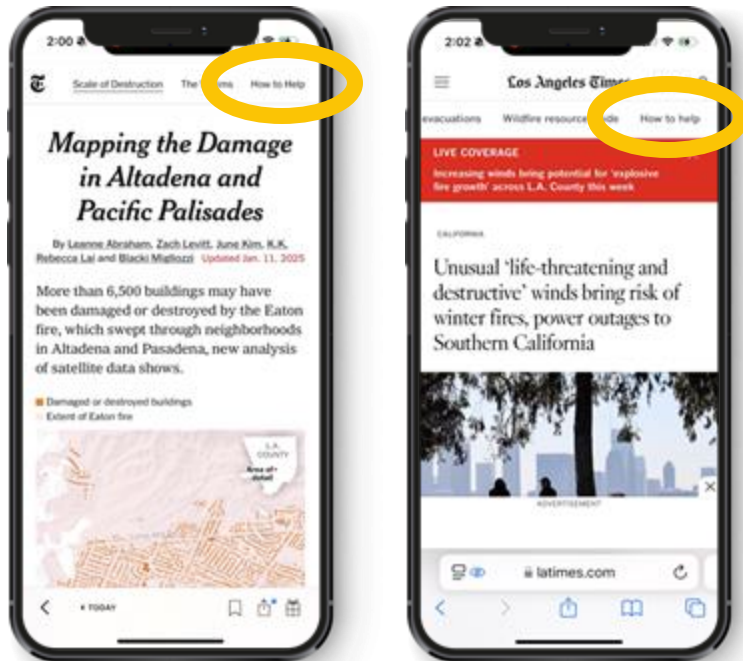 2:00
T
Scale of Destruction The How to Help
Mapping the Damage
in Altadena and
Pacific Palisades
By Leanne Abraham, Zach Levitt, June Kim, K.K.
Rebecca Lai and Blacki Migliozzi Updated Jan. 11, 2025
More than 6,500 buildings may have
been damaged or destroyed by the Eaton
fire, which swept through neighborhoods
in Altadena and Pasadena, new analysis
of satellite data shows.
Damaged or destroyed buildings
Extent of Eaton fire
L.A.
COUNTY
Area of
detail
TODAY
2:02
Los Angeles Times
evacuations Wildfire resource How to help
LIVE COVERAGE
Increasing winds bring potential for 'explosive
fire growth' across L.A. County this week
CALIFORNIA
Unusual 'life-threatening and
destructive' winds bring risk of
winter fires, power outages to
Southern California
ADVERTISEMENT
latimes.com